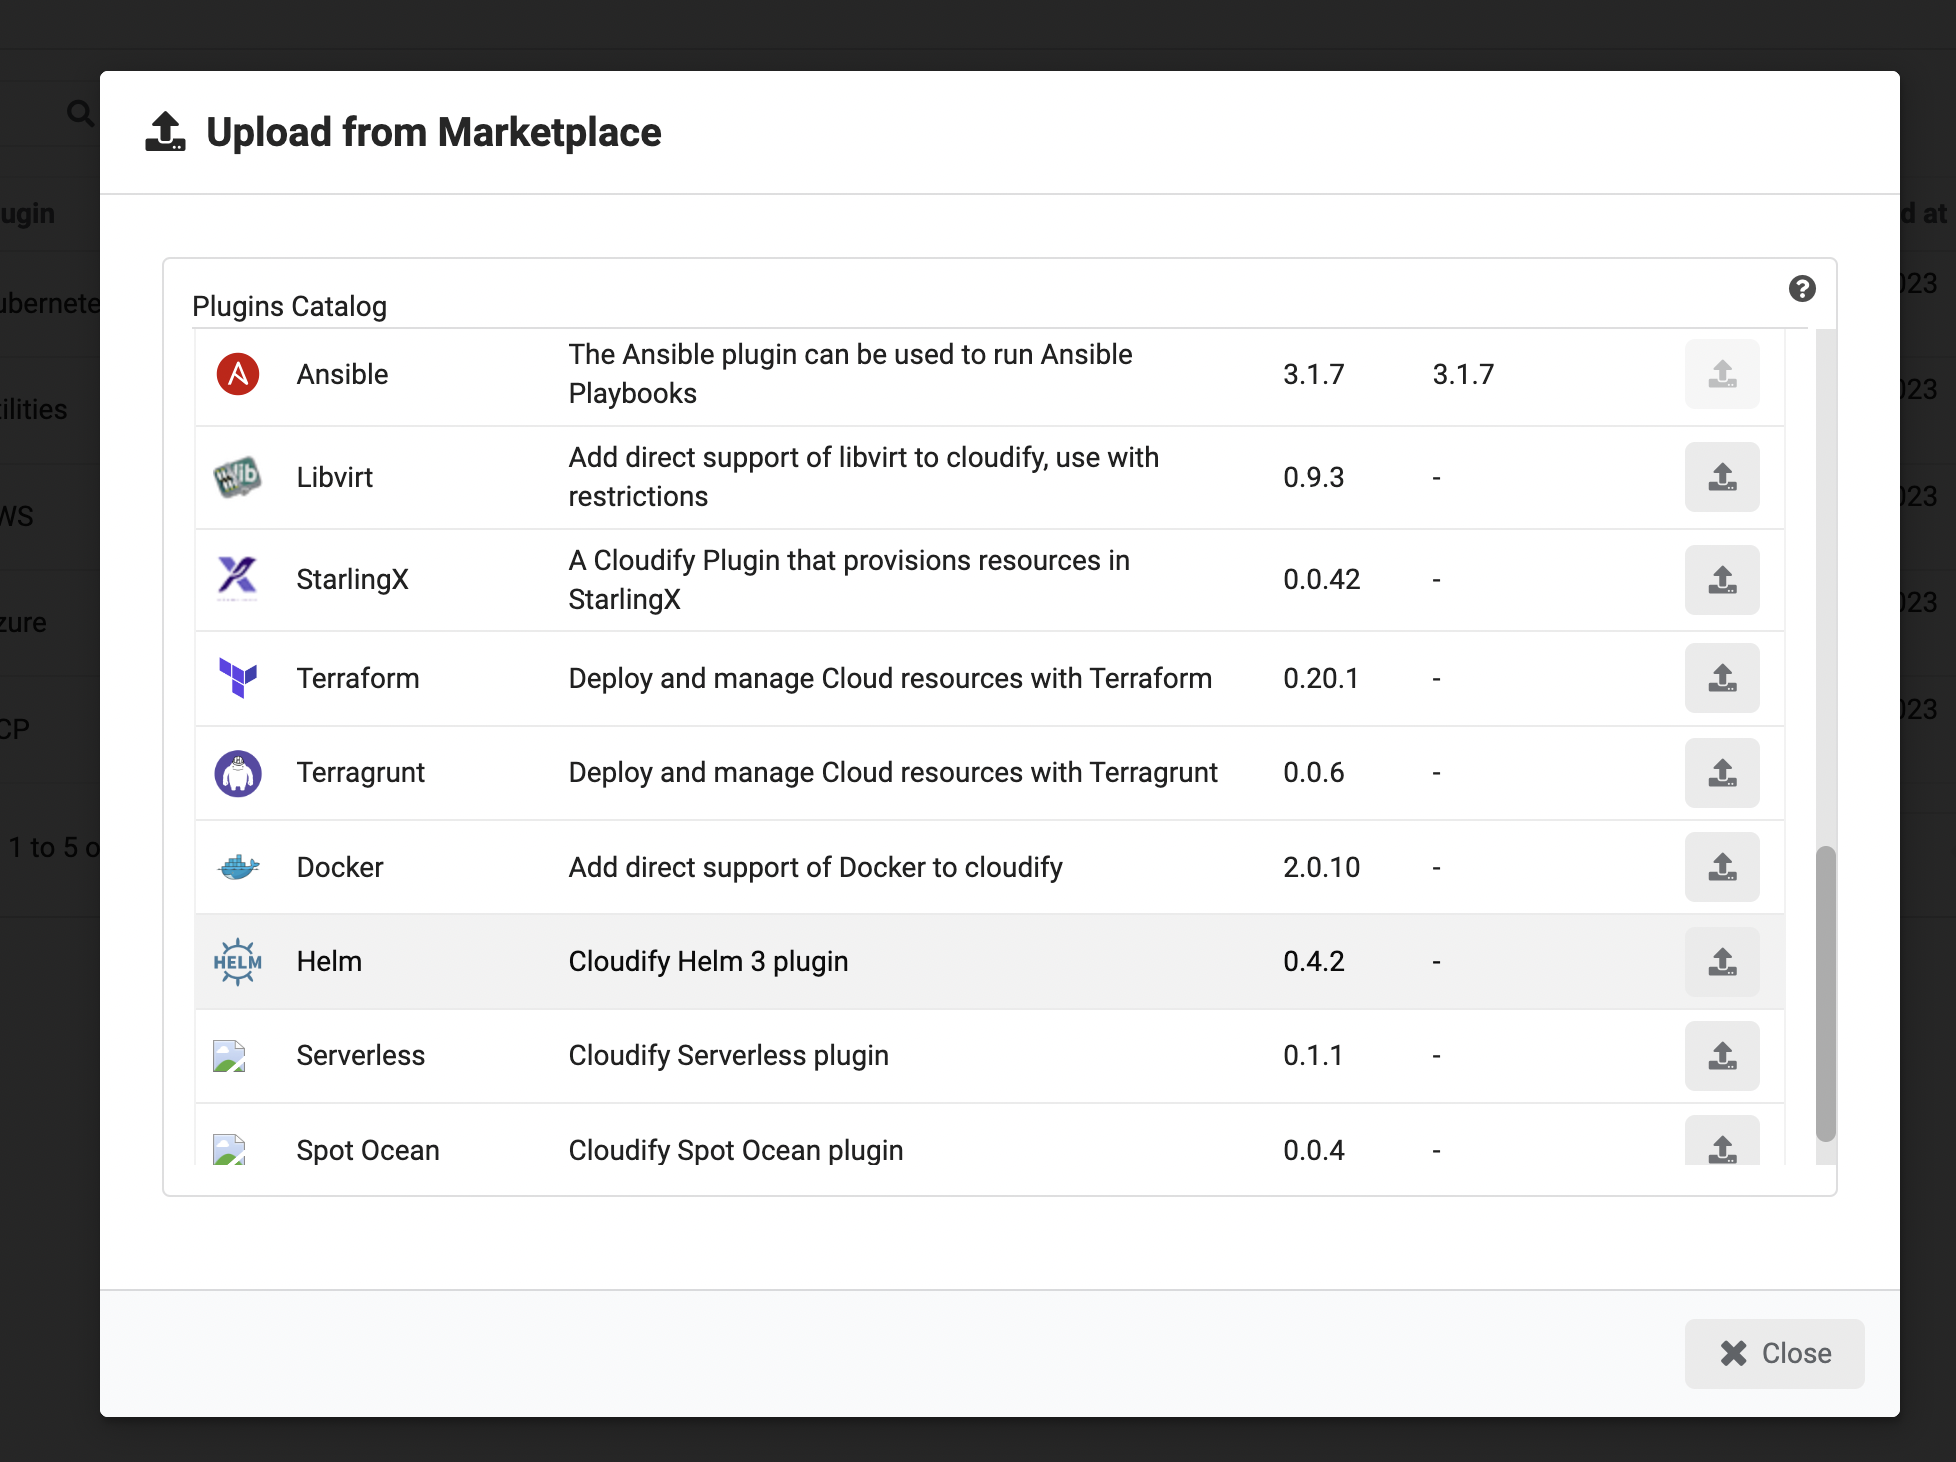 Upload from Marketplace
ugin
d at
Plugins Catalog
ubernete
023
Ansible
The Ansible plugin can be used to run Ansible
Playbooks
3.1.7
3.1.7
ilities
023
Libvirt
Add direct support of libvirt to cloudify, use with
restrictions
0.9.3
-
WS
023
StarlingX
A Cloudify Plugin that provisions resources in
StarlingX
0.0.42
-
zure
023
Terraform
Deploy and manage Cloud resources with Terraform
0.20.1
-
CP
023
Terragrunt
Deploy and manage Cloud resources with Terragrunt
0.0.6
-
1 to 5 o
Docker
Add direct support of Docker to cloudify
2.0.10
-
HELM
Helm
Cloudify Helm 3 plugin
0.4.2
-
Serverless
Cloudify Serverless plugin
0.1.1
-
Spot Ocean
Cloudify Spot Ocean plugin
0.0.4
-
Close